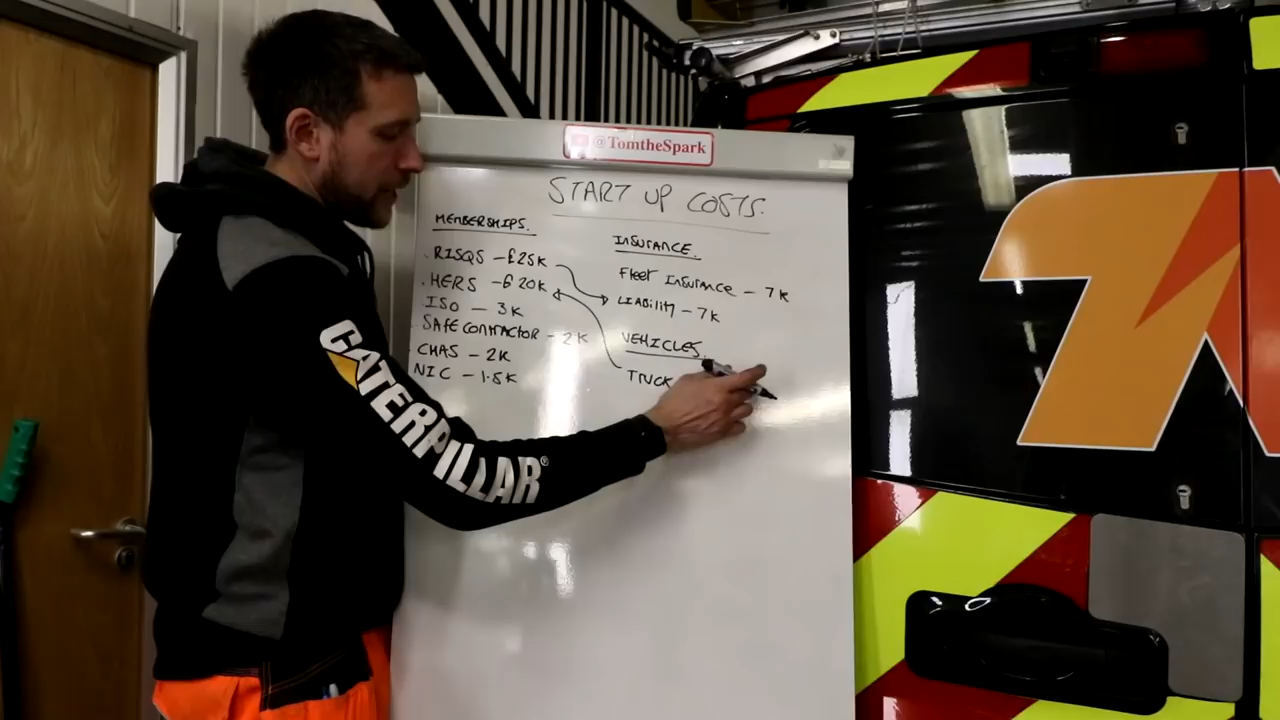 @TomtheSpark
START UP COSTS.
MEMBERSHIPS.
RISQS - £25K
HERS - £20K
ISO - 3K
SAFE CONTRACTOR - 2K
CHAS - 2K
NIC - 1.5K
INSURANCE.
FLEET INSURANCE - 7K
LIABILITY - 7K
VEHICLES.
TRUCK
CATERPILLAR®